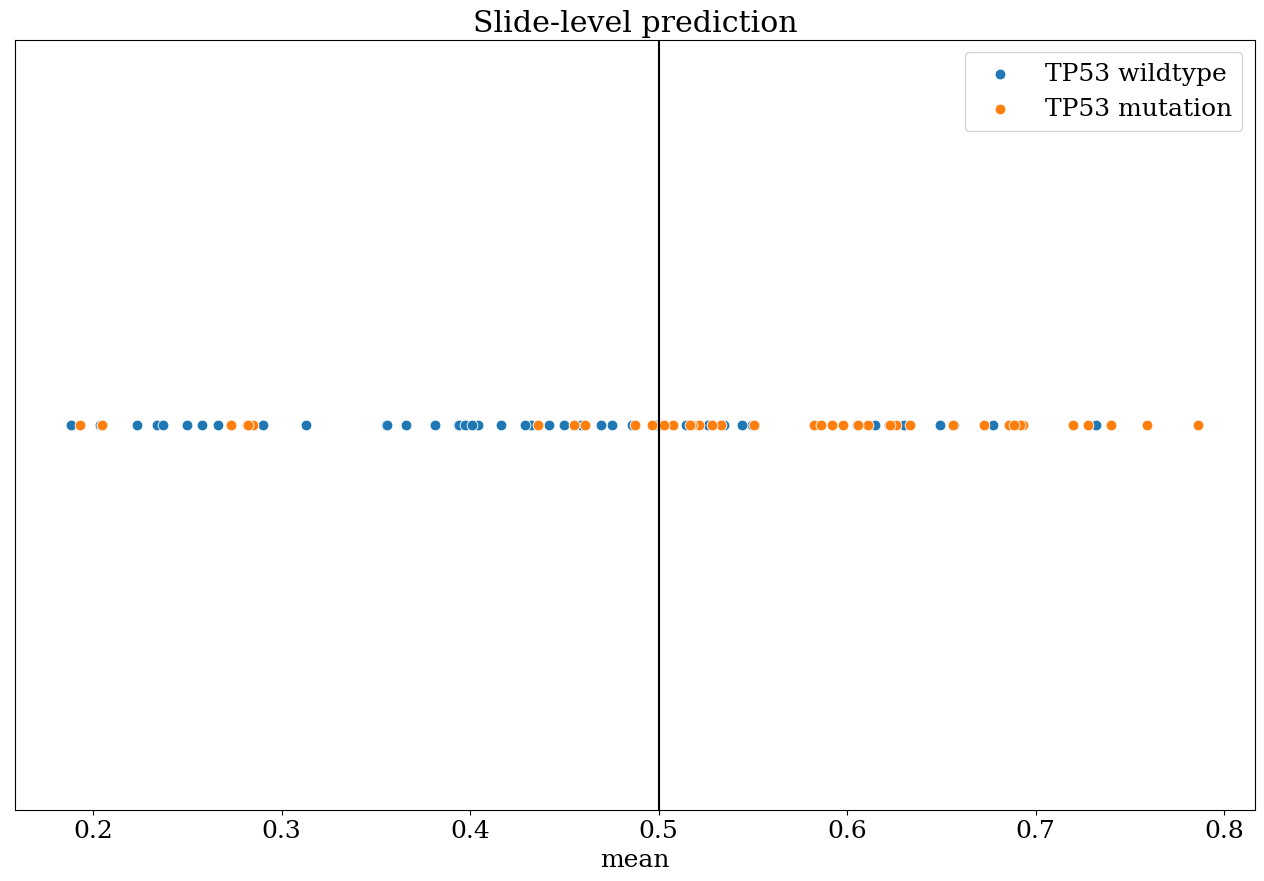 Slide-level prediction
TP53 wildtype
TP53 mutation
0.2 0.3 0.4 0.5 0.6 0.7 0.8
mean